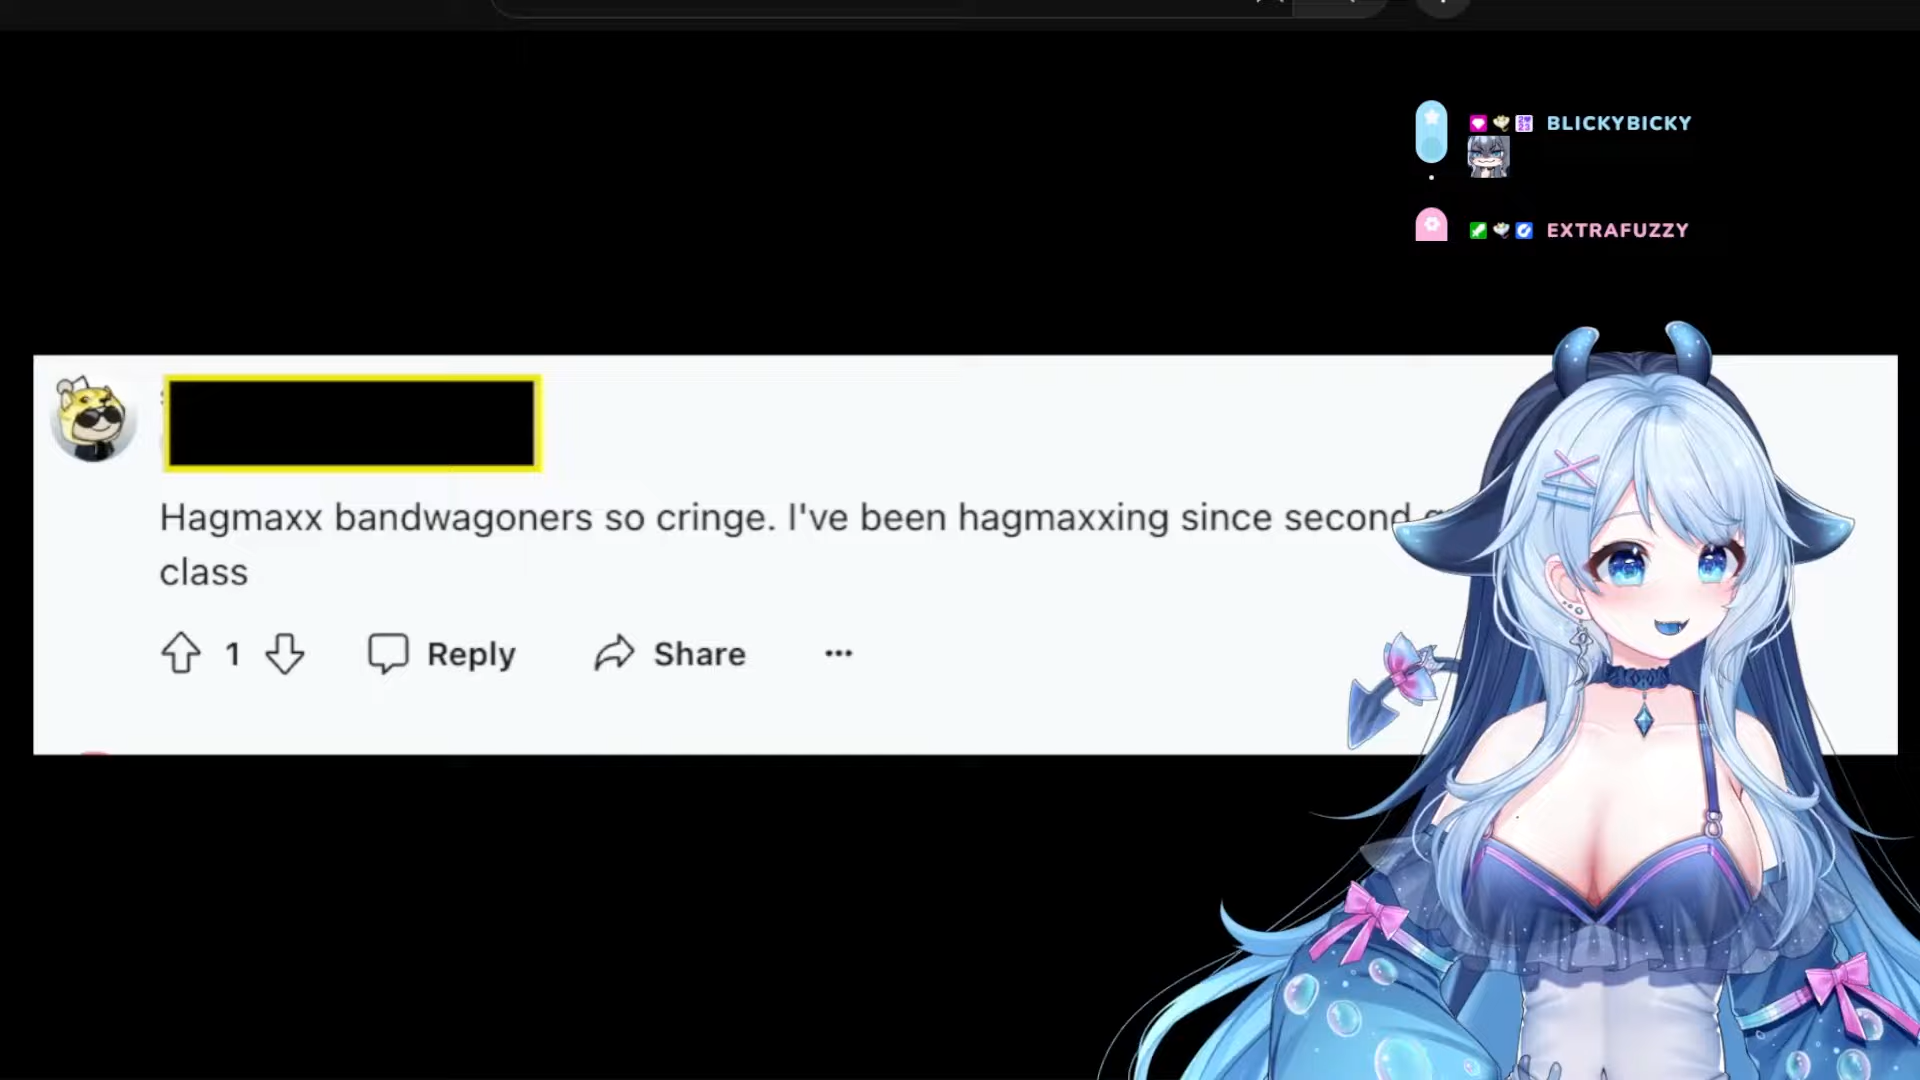 BLICKYBICKY
EXTRAFUZZY
Hagmaxx bandwagoners so cringe. I've been hagmaxxing since second
class
1 Reply Share ...